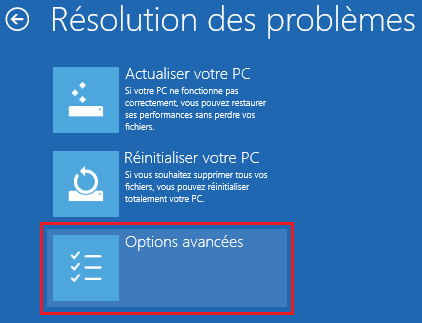 Résolution des problèmes
Actualiser votre PC
Si votre PC ne fonctionne pas
correctement, vous pouvez restaurer
ses performances sans perdre vos
fichiers.
Réinitialiser votre PC
Si vous souhaitez supprimer tous vos
fichiers, vous pouvez réinitialiser
totalement votre PC.
Options avancées